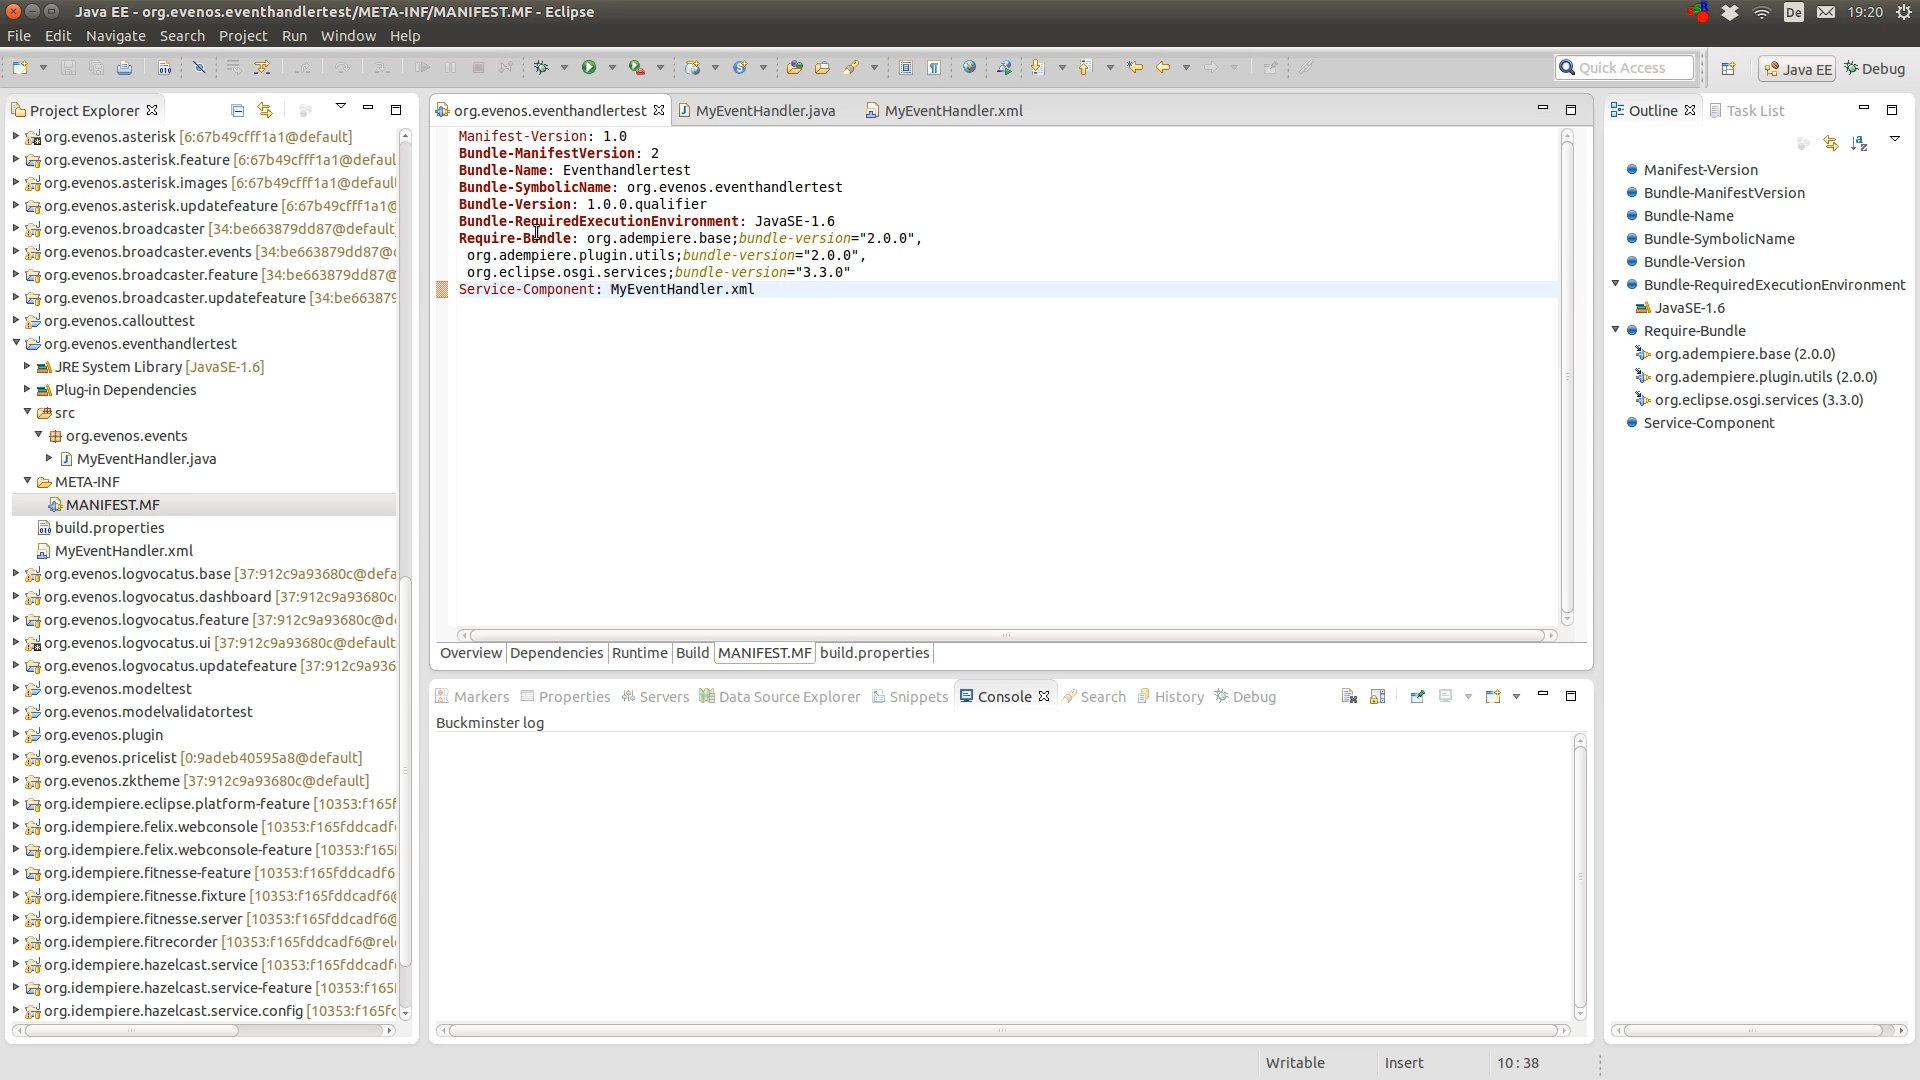 Java EE - org.evenos.eventhandlertest/META-INF/MANIFEST.MF - Eclipse
De
19:20
File Edit Navigate Search Project Run Window Help
Quick Access
Java EE
Debug
Project Explorer
org.evenos.asterisk [6:67b49cfff1a1@default]
org.evenos.asterisk.feature [6:67b49cfff1a1@defaul
org.evenos.asterisk.images [6:67b49cfff1a1@default
org.evenos.asterisk.updatefeature [6:67b49cfff1a1@
org.evenos.broadcaster [34:be663879dd87@default
org.evenos.broadcaster.events [34:be663879dd87@
org.evenos.broadcaster.feature [34:be663879dd87@
org.evenos.broadcaster.updatefeature [34:be66387
org.evenos.callouttest
org.evenos.eventhandlertest
JRE System Library [JavaSE-1.6]
Plug-in Dependencies
src
org.evenos.events
MyEventHandler.java
META-INF
MANIFEST.MF
build.properties
MyEventHandler.xml
org.evenos.logvocatus.base [37:912c9a93680c@defa
org.evenos.logvocatus.dashboard [37:912c9a93680c
org.evenos.logvocatus.feature [37:912c9a93680c@d
org.evenos.logvocatus.ui [37:912c9a93680c@default
org.evenos.logvocatus.updatefeature [37:912c9a936
org.evenos.modeltest
org.evenos.modelvalidatortest
org.evenos.plugin
org.evenos.pricelist [0:9adeb40595a8@default]
org.evenos.zktheme [37:912c9a93680c@default]
org.idempiere.eclipse.platform-feature [10353:f165f
org.idempiere.felix.webconsole [10353:f165fddcadf
org.idempiere.felix.webconsole-feature [10353:f165
org.idempiere.fitnesse-feature [10353:f165fddcadf6
org.idempiere.fitnesse.fixture [10353:f165fddcadf6@
org.idempiere.fitnesse.server [10353:f165fddcadf6@
org.idempiere.fitrecorder [10353:f165fddcadf6@rel
org.idempiere.hazelcast.service [10353:f165fddcadf
org.idempiere.hazelcast.service-feature [10353:f165
org.idempiere.hazelcast.service.config [10353:f165f
org.evenos.eventhandlertest
MyEventHandler.java
MyEventHandler.xml
Manifest-Version: 1.0
Bundle-ManifestVersion: 2
Bundle-Name: Eventhandlertest
Bundle-SymbolicName: org.evenos.eventhandlertest
Bundle-Version: 1.0.0.qualifier
Bundle-RequiredExecutionEnvironment: JavaSE-1.6
Require-Bundle: org.adempiere.base;bundle-version="2.0.0",
org.adempiere.plugin.utils;bundle-version="2.0.0",
org.eclipse.osgi.services;bundle-version="3.3.0"
Service-Component: MyEventHandler.xml
Overview Dependencies Runtime Build MANIFEST.MF build.properties
Markers Properties Servers Data Source Explorer Snippets Console Search History Debug
Buckminster log
Outline
Task List
Manifest-Version
Bundle-ManifestVersion
Bundle-Name
Bundle-SymbolicName
Bundle-Version
Bundle-RequiredExecutionEnvironment
JavaSE-1.6
Require-Bundle
org.adempiere.base (2.0.0)
org.adempiere.plugin.utils (2.0.0)
org.eclipse.osgi.services (3.3.0)
Service-Component
Writable
Insert
10:38